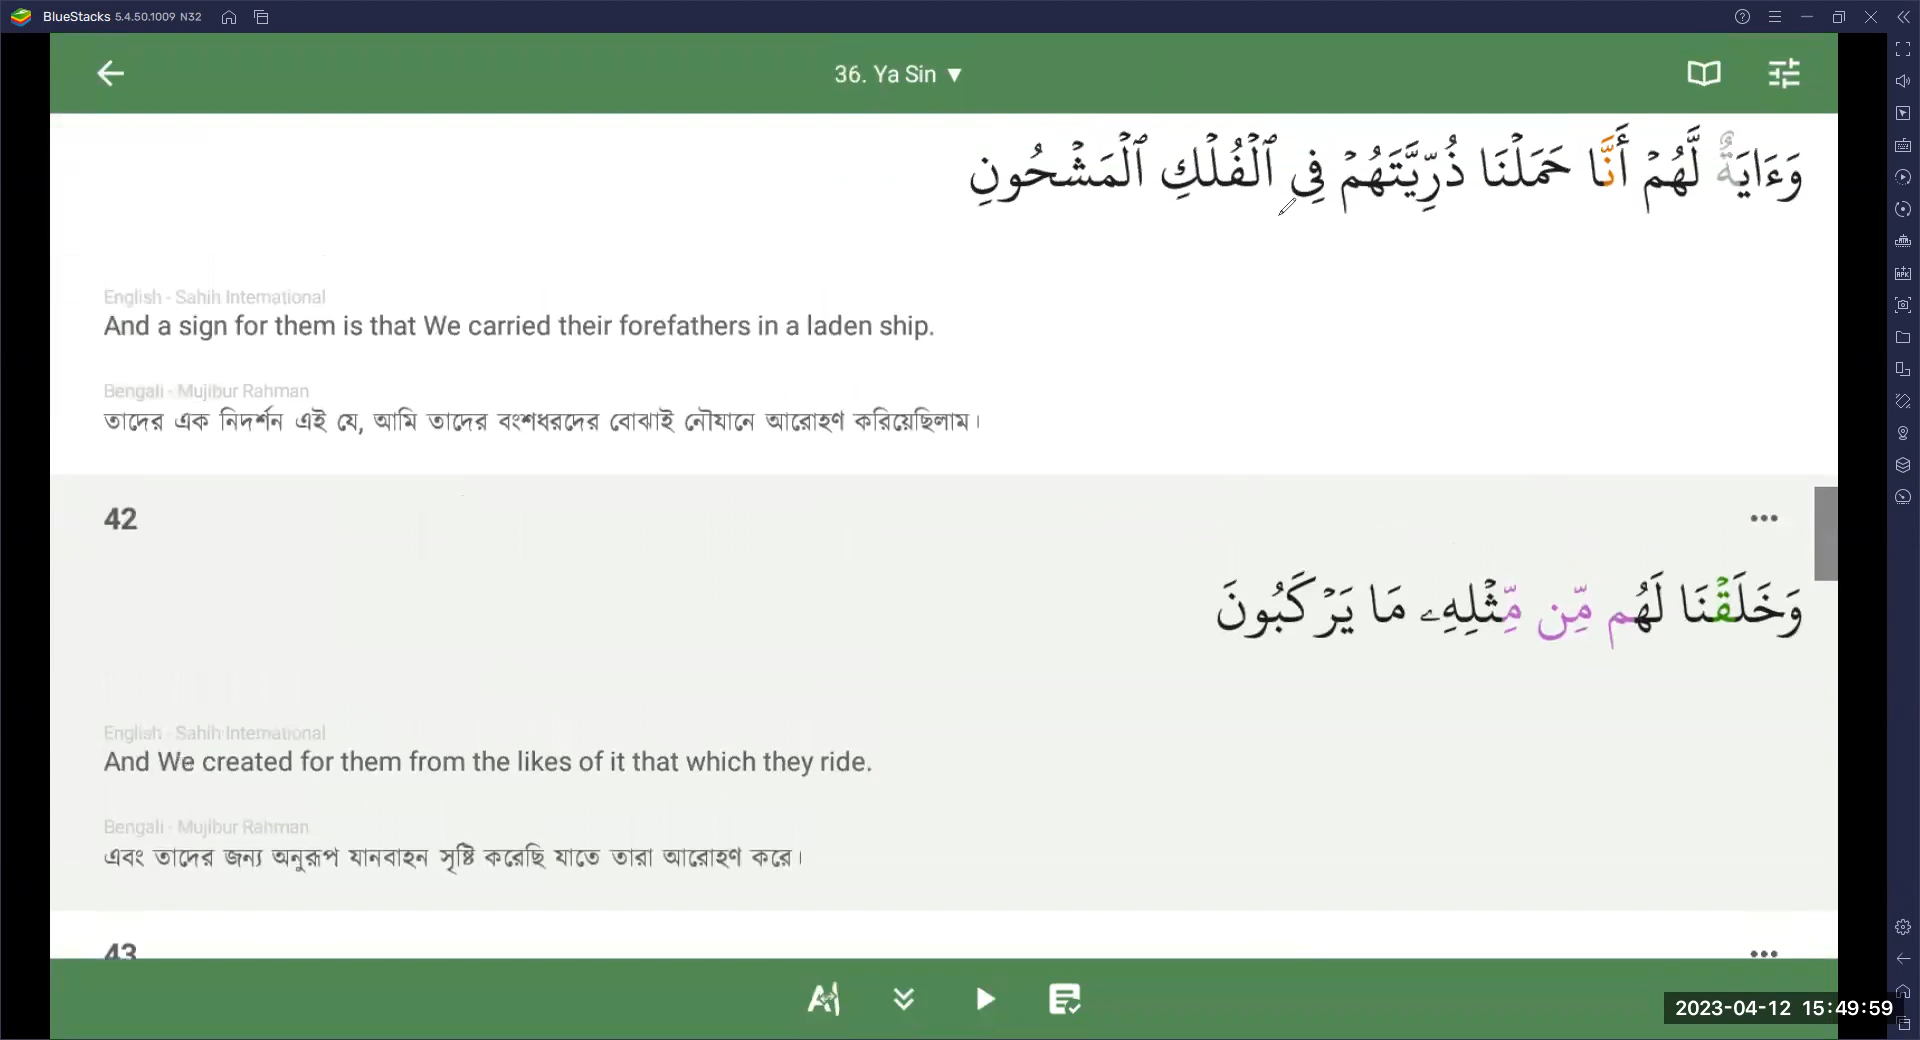 BlueStacks 5.4.50.1009 N32
36. Ya Sin ▼
وَءَايَةٌ لَّهُمْ أَنَّا حَمَلْنَا ذُرِّيَّتَهُمْ فِى ٱلْفُلْكِ ٱلْمَشْحُونِ
English - Sahih International
And a sign for them is that We carried their forefathers in a laden ship.
Bengali - Mujibur Rahman
তাদের এক নিদর্শন এই যে, আমি তাদের বংশধরদের বোঝাই নৌযানে আরোহণ করিয়েছিলাম।
42
وَخَلَقْنَا لَهُم مِّن مِّثْلِهِۦ مَا يَرْكَبُونَ
English - Sahih International
And We created for them from the likes of it that which they ride.
Bengali - Mujibur Rahman
এবং তাদের জন্য অনুরূপ যানবাহন সৃষ্টি করেছি যাতে তারা আরোহণ করে।
43
2023-04-12 15:49:59